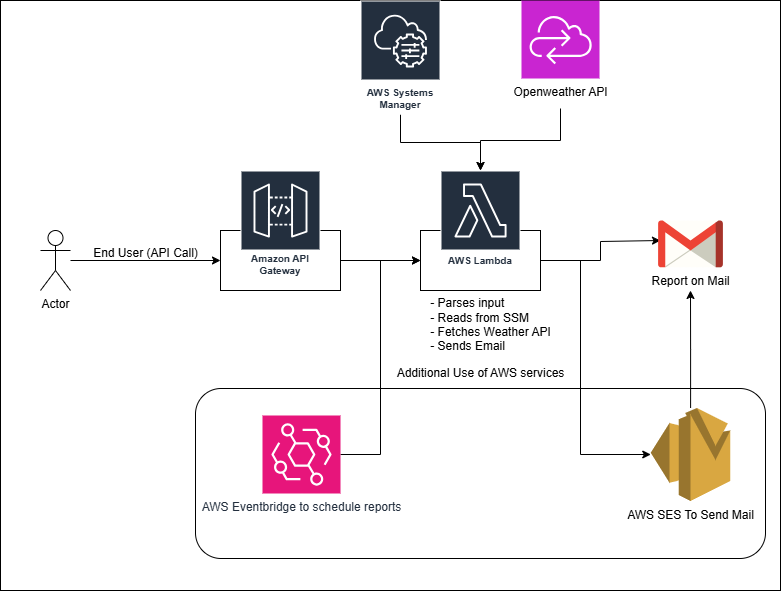 AWS Systems
Manager
Openweather API
Amazon API
Gateway
AWS Lambda
End User (API Call)
Actor
Report on Mail
- Parses input
- Reads from SSM
- Fetches Weather API
- Sends Email
Additional Use of AWS services
AWS Eventbridge to schedule reports
AWS SES To Send Mail